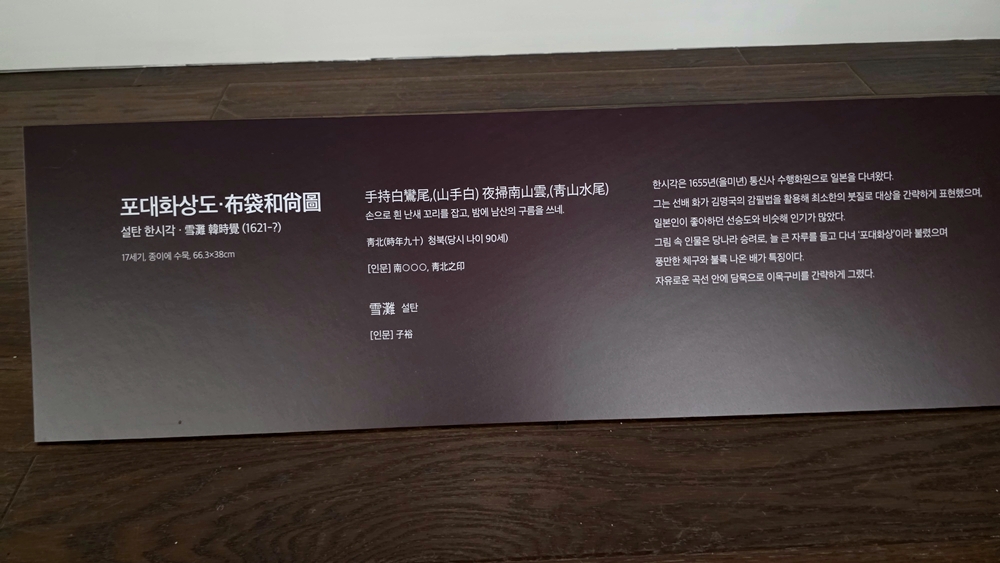 포대화상도·布袋和尙圖
설탄 한시각 · 雪灘 韓時覺 (1621-?)
17세기, 종이에 수묵, 66.3×38cm
手持白鸞尾,(山手白) 夜掃南山雲,(靑山水尾)
손으로 흰 난새 꼬리를 잡고, 밤에 남산의 구름을 쓰네.
靑北(時年九十) 청북(당시 나이 90세)
[인문] 南○○○, 靑北之印
雪灘 설탄
[인문] 子裕
한시각은 1655년(을미년) 통신사 수행화원으로 일본을 다녀왔다.
그는 선배 화가 김명국의 감필법을 활용해 최소한의 붓질로 대상을 간략하게 표현했으며,
일본인이 좋아하던 선승도와 비슷해 인기가 많았다.
그림 속 인물은 당나라 승려로, 늘 큰 자루를 들고 다녀 '포대화상'이라 불렸으며
풍만한 체구와 불룩 나온 배가 특징이다.
자유로운 곡선 안에 담묵으로 이목구비를 간략하게 그렸다.